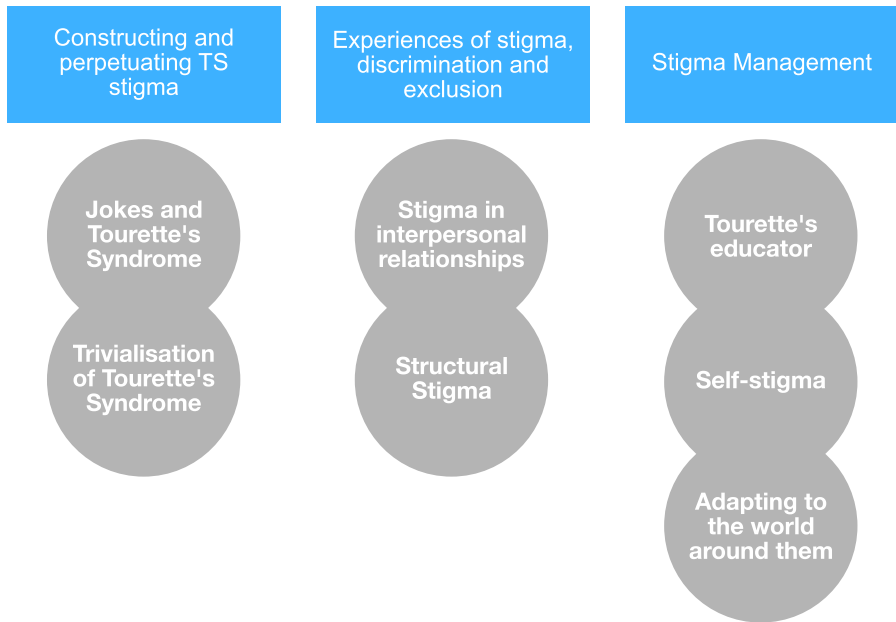 Constructing and
perpetuating TS
stigma
Jokes and
Tourette's
Syndrome
Trivialisation
of Tourette's
Syndrome
Experiences of stigma,
discrimination and
exclusion
Stigma in
interpersonal
relationships
Structural
Stigma
Stigma Management
Tourette's
educator
Self-stigma
Adapting to
the world
around them